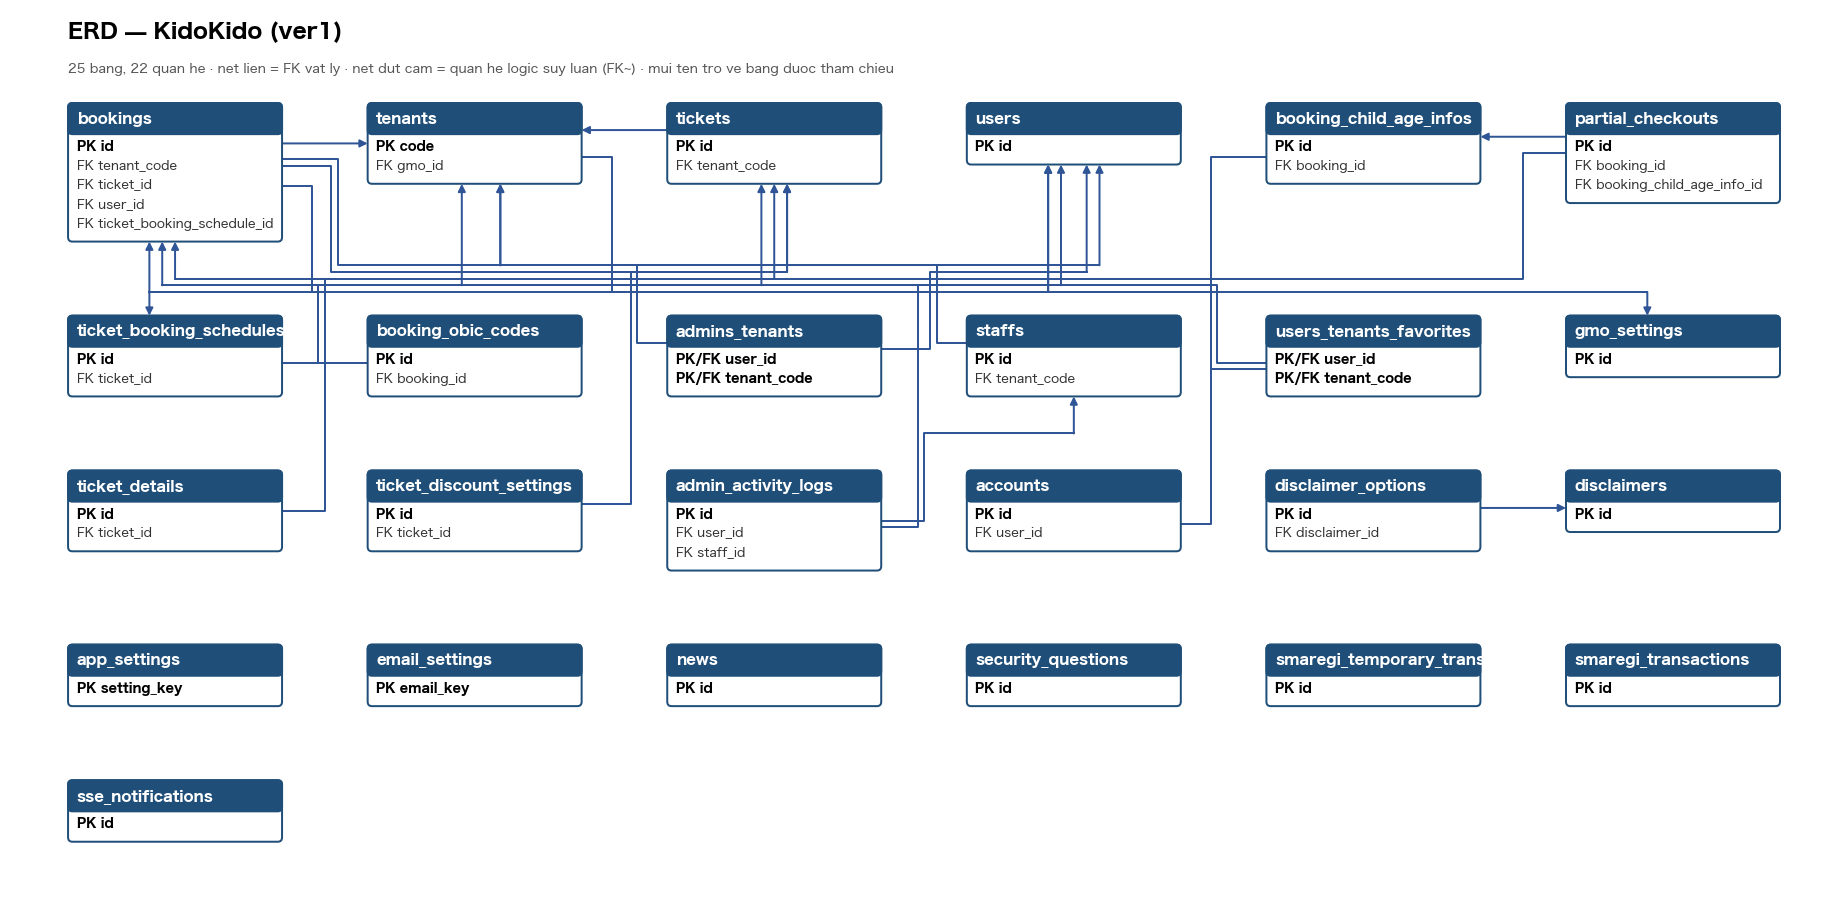 ERD — KidoKido (ver1)
25 bang, 22 quan he · net lien = FK vat ly · net dut cam = quan he logic suy luan (FK~) · mui ten tro ve bang duoc tham chieu
bookings
PK id
FK tenant_code
FK ticket_id
FK user_id
FK ticket_booking_schedule_id
tenants
PK code
FK gmo_id
tickets
PK id
FK tenant_code
users
PK id
booking_child_age_infos
PK id
FK booking_id
partial_checkouts
PK id
FK booking_id
FK booking_child_age_info_id
ticket_booking_schedules
PK id
FK ticket_id
booking_obic_codes
PK id
FK booking_id
admins_tenants
PK/FK user_id
PK/FK tenant_code
staffs
PK id
FK tenant_code
users_tenants_favorites
PK/FK user_id
PK/FK tenant_code
gmo_settings
PK id
ticket_details
PK id
FK ticket_id
ticket_discount_settings
PK id
FK ticket_id
admin_activity_logs
PK id
FK user_id
FK staff_id
accounts
PK id
FK user_id
disclaimer_options
PK id
FK disclaimer_id
disclaimers
PK id
app_settings
PK setting_key
email_settings
PK email_key
news
PK id
security_questions
PK id
smaregi_temporary_trans
PK id
smaregi_transactions
PK id
sse_notifications
PK id